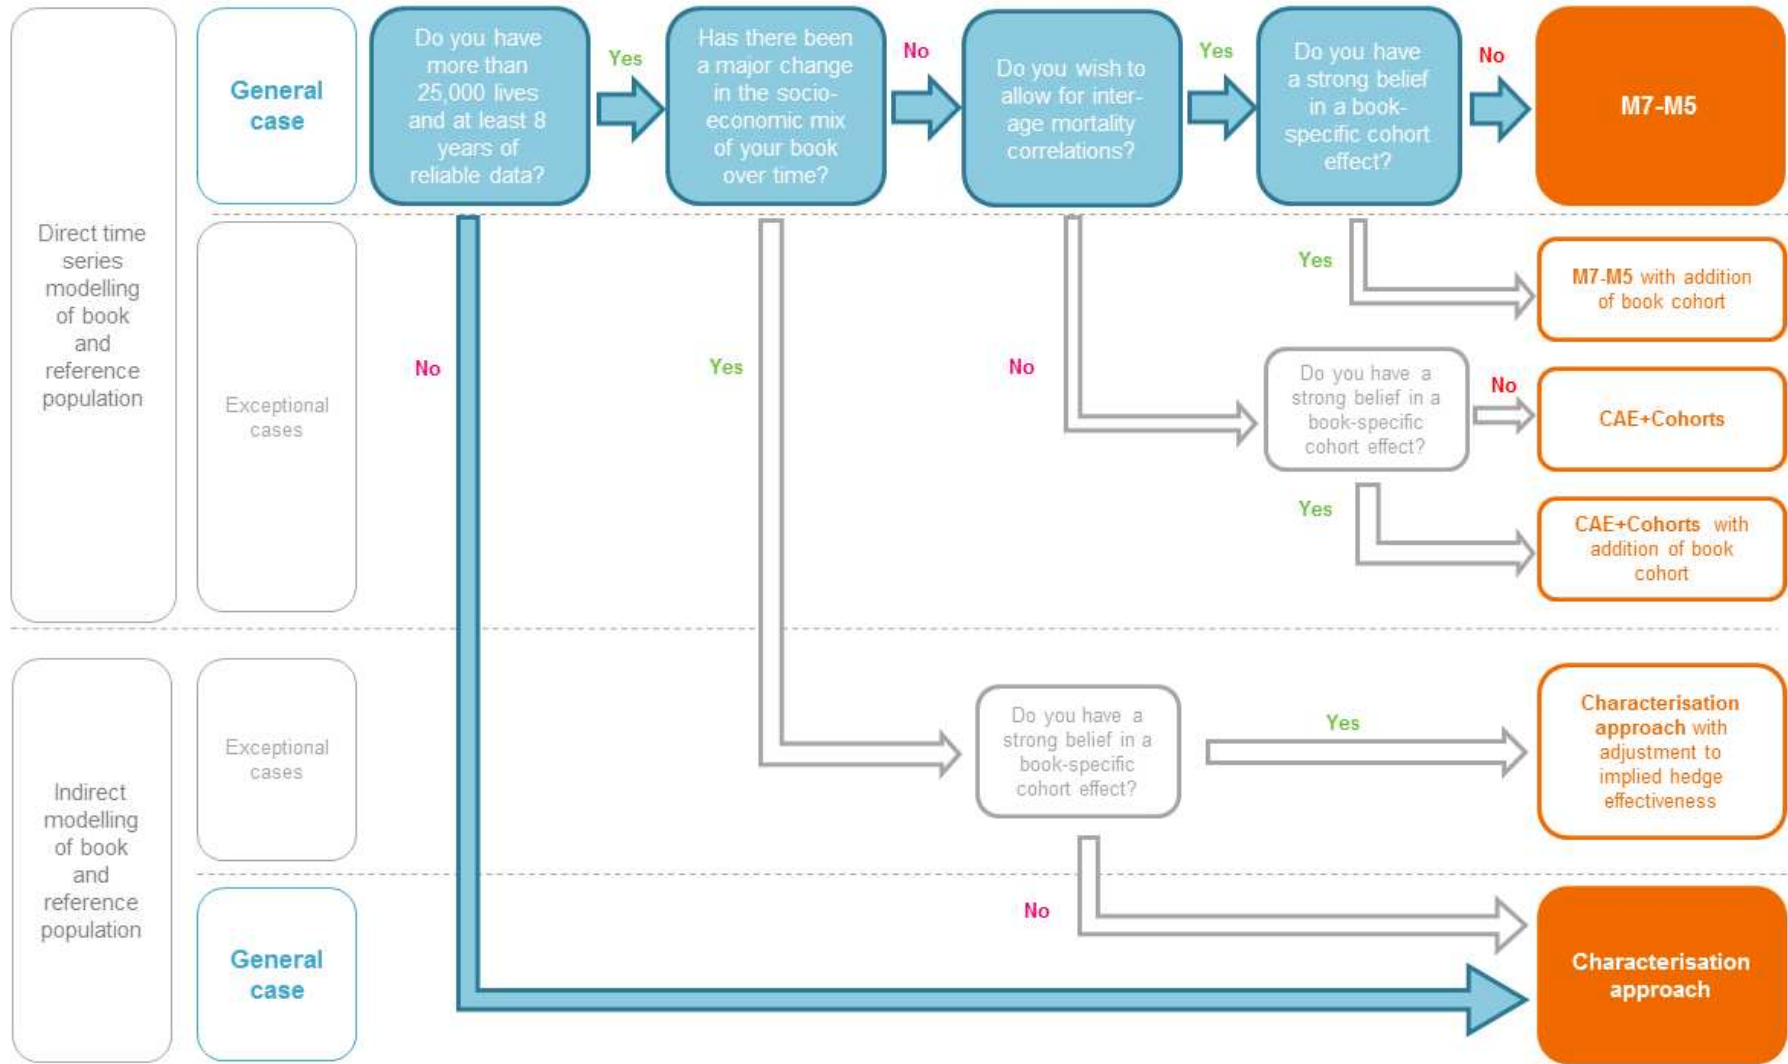 Direct time
series
modelling
of book
and
reference
population
General
case
Do you have
more than
25,000 lives
and at least 8
years of
reliable data?
Yes
Has there been
a major change
in the socio-
economic mix
of your book
over time?
No
Do you wish to
allow for inter-
age mortality
correlations?
Yes
Do you have
a strong belief
in a book-
specific cohort
effect?
No
M7-M5
Exceptional
cases
No
Yes
No
Yes
M7-M5 with addition
of book cohort
Do you have a
strong belief in a
book-specific
cohort effect?
No
CAE+Cohorts
Yes
CAE+Cohorts with
addition of book
cohort
Indirect
modelling
of book
and
reference
population
Exceptional
cases
Do you have a
strong belief in a
book-specific
cohort effect?
Yes
Characterisation
approach with
adjustment to
implied hedge
effectiveness
No
General
case
Characterisation
approach